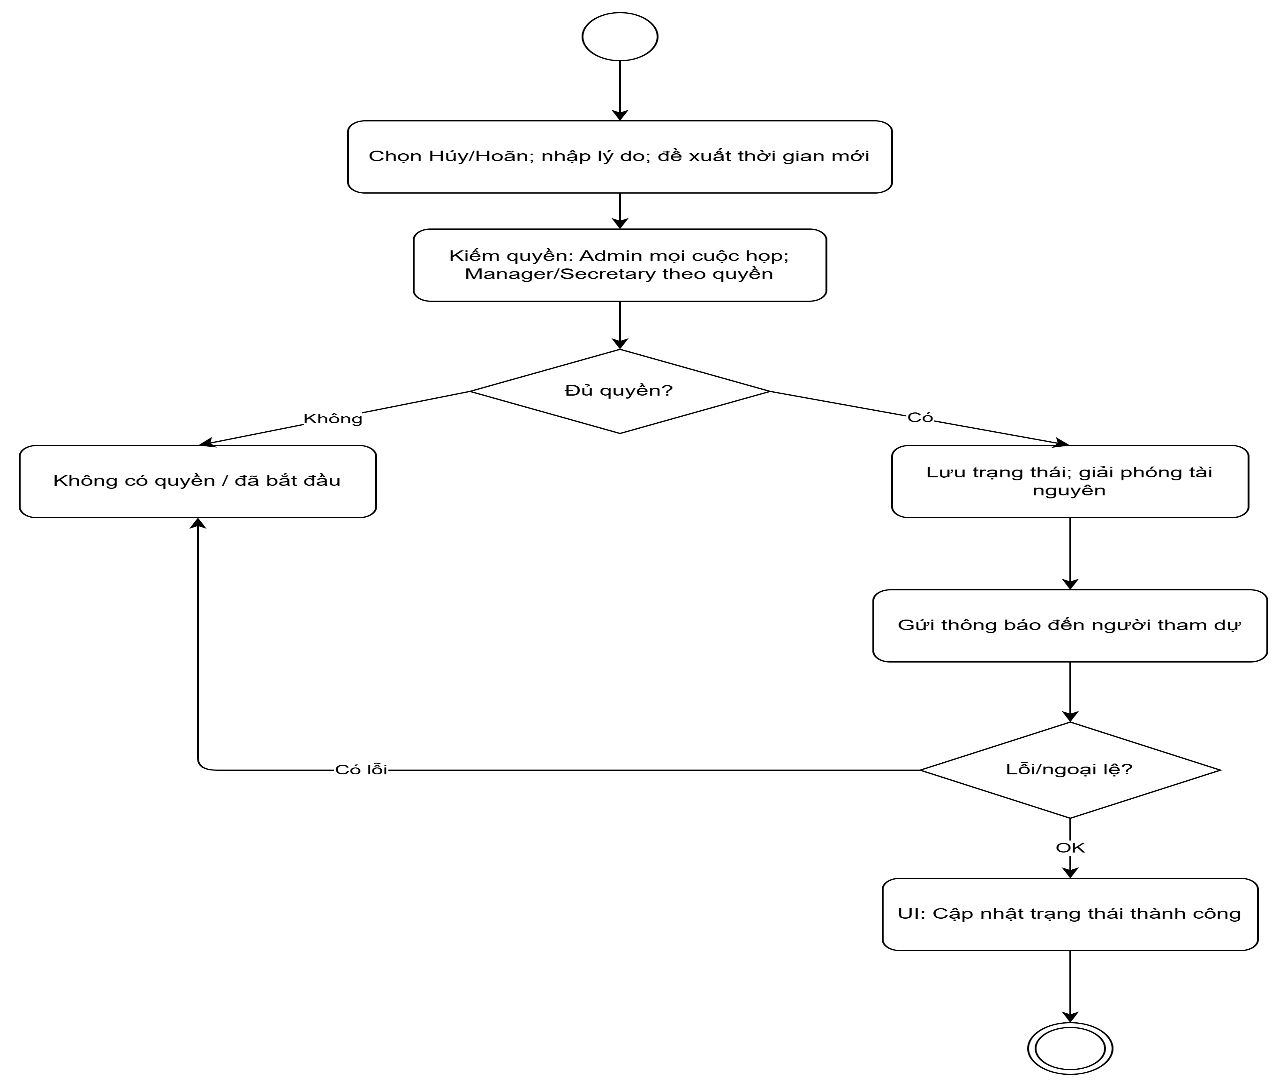 Chọn Húy/Hoãn; nhập lý do; đề xuất thời gian mới
Kiếm quyền: Admin mọi cuộc họp;
Manager/Secretary theo quyền
Đủ quyền?
Không
Có
Không có quyền / đã bắt đầu
Lưu trạng thái; giải phóng tài
nguyên
Gứi thông báo đến người tham dự
Lỗi/ngoại lệ?
Có lỗi
OK
UI: Cập nhật trạng thái thành công